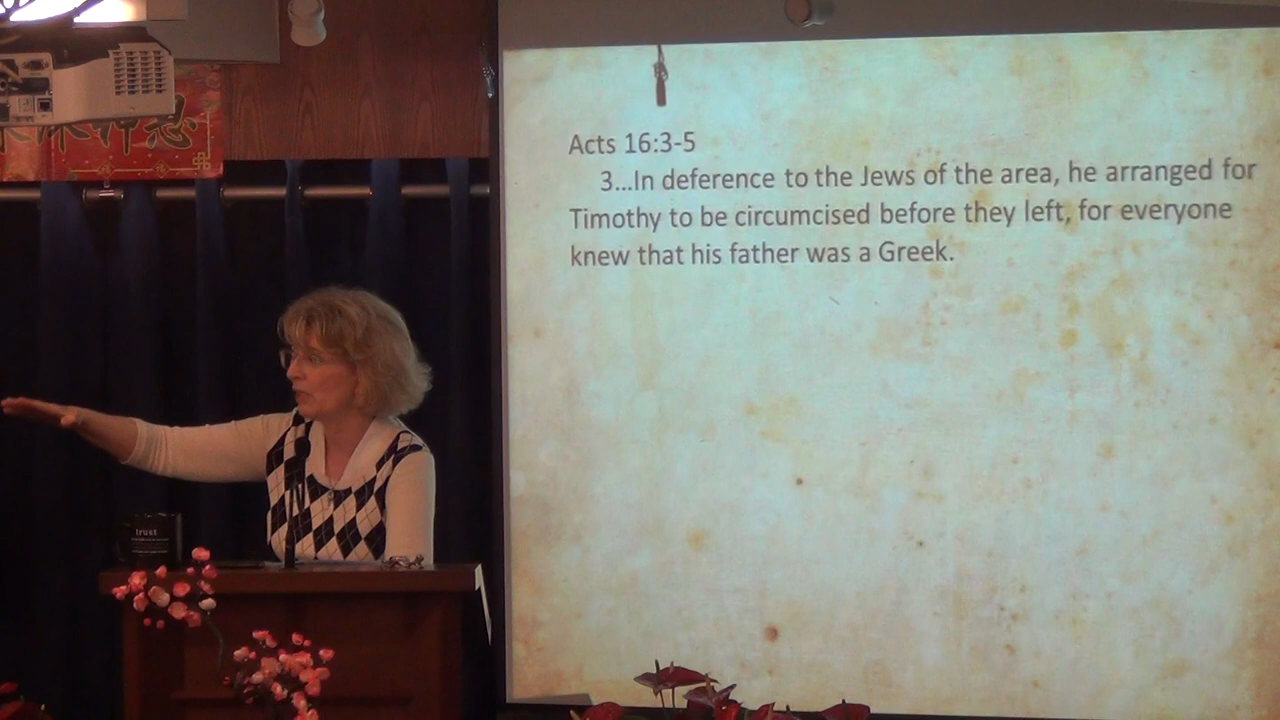 Acts 16:3-5
3...In deference to the Jews of the area, he arranged for
Timothy to be circumcised before they left, for everyone
knew that his father was a Greek.
trust